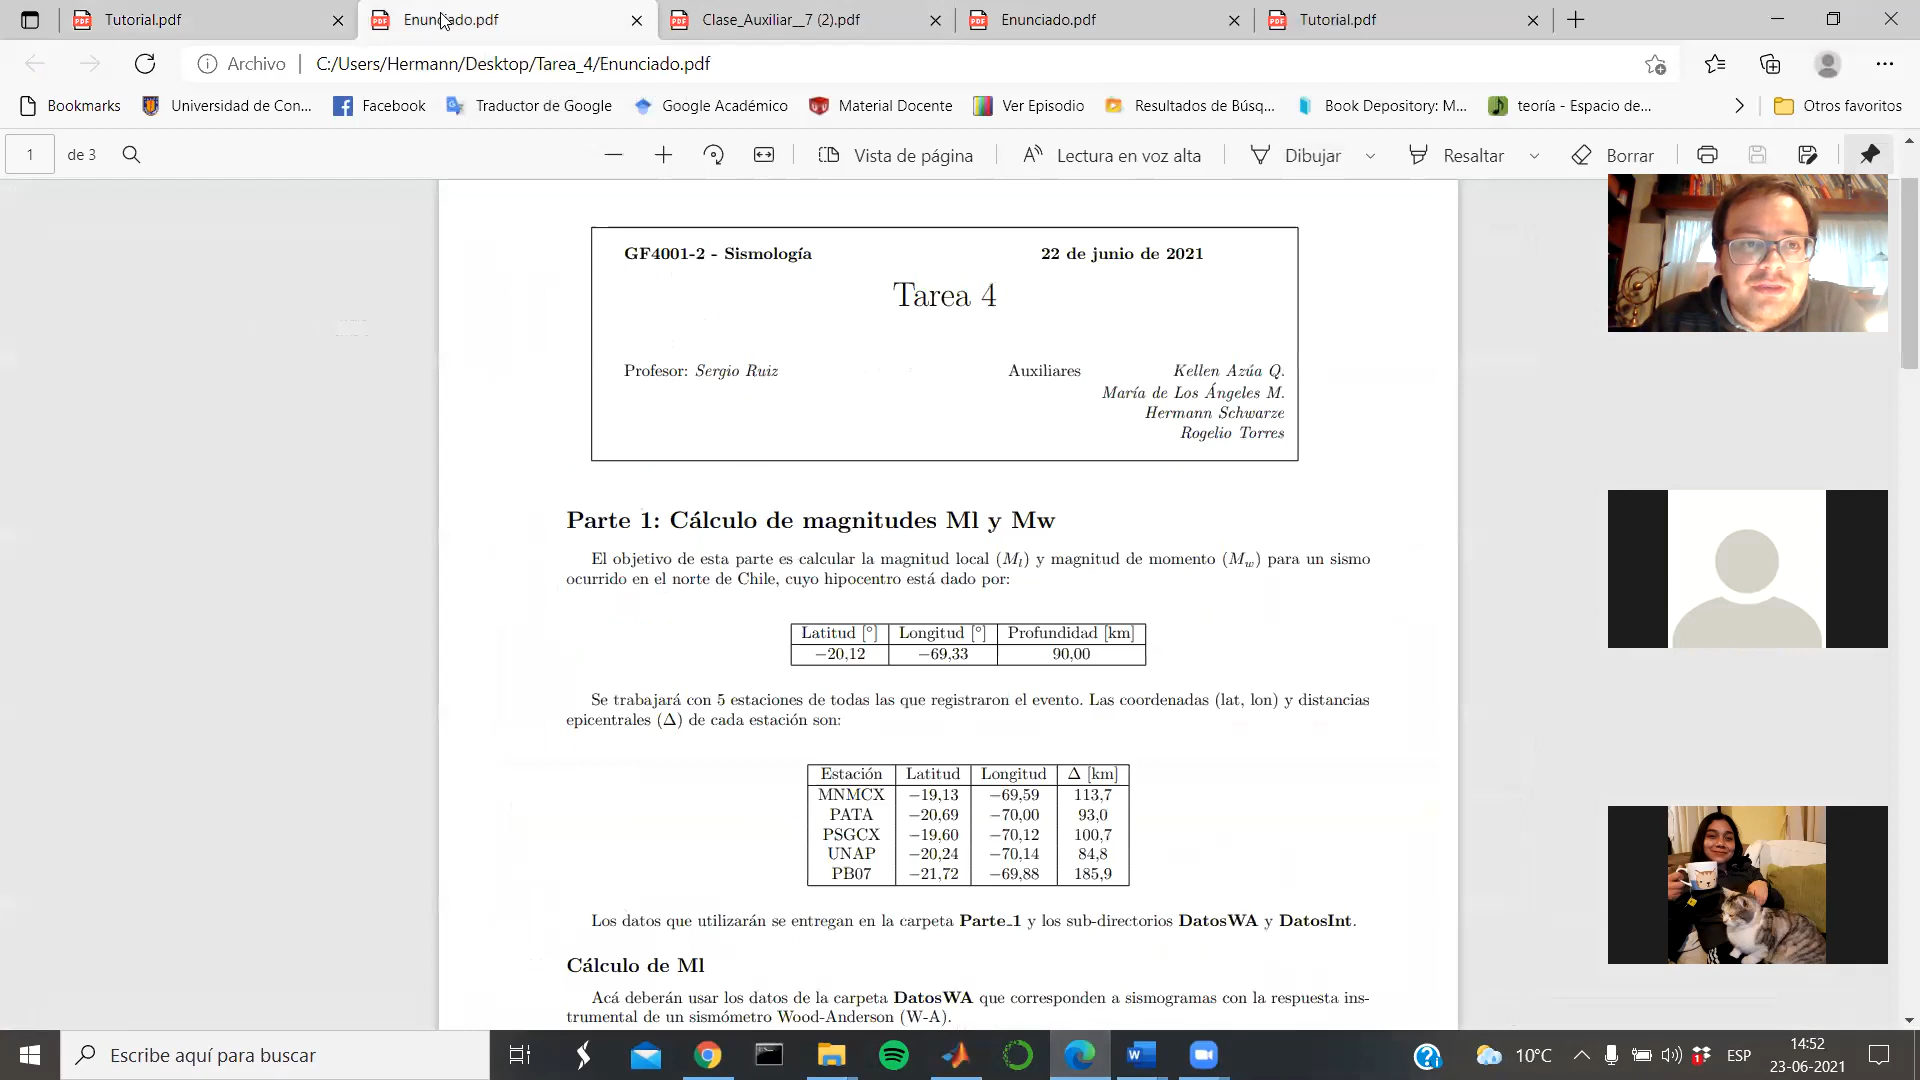 Tutorial.pdf
Enunciado.pdf
Clase_Auxiliar__7 (2).pdf
Enunciado.pdf
Tutorial.pdf
Archivo
C:/Users/Hermann/Desktop/Tarea_4/Enunciado.pdf
Bookmarks
Universidad de Con...
Facebook
Traductor de Google
Google Académico
Material Docente
Ver Episodio
Resultados de Búsq...
Book Depository: M...
teoría - Espacio de...
Otros favoritos
1 de 3
Vista de página
Lectura en voz alta
Dibujar
Resaltar
Borrar
GF4001-2 - Sismología 22 de junio de 2021
Tarea 4
Profesor: Sergio Ruiz Auxiliares Kellen Azúa Q.
María de Los Ángeles M.
Hermann Schwarze
Rogelio Torres
Parte 1: Cálculo de magnitudes Ml y Mw
El objetivo de esta parte es calcular la magnitud local (Ml) y magnitud de momento (Mw) para un sismo
ocurrido en el norte de Chile, cuyo hipocentro está dado por:
Latitud [°] Longitud [°] Profundidad [km]
−20,12 −69,33 90,00
Se trabajará con 5 estaciones de todas las que registraron el evento. Las coordenadas (lat, lon) y distancias
epicentrales (Δ) de cada estación son:
Estación Latitud Longitud Δ [km]
MNMCX −19,13 −69,59 113,7
PATA −20,69 −70,00 93,0
PSGCX −19,60 −70,12 100,7
UNAP −20,24 −70,14 84,8
PB07 −21,72 −69,88 185,9
Los datos que utilizarán se entregan en la carpeta Parte_1 y los sub-directorios DatosWA y DatosInt.
Cálculo de Ml
Acá deberán usar los datos de la carpeta DatosWA que corresponden a sismogramas con la respuesta ins-
trumental de un sismómetro Wood-Anderson (W-A).
Escribe aquí para buscar
10°C
ESP
14:52
23-06-2021